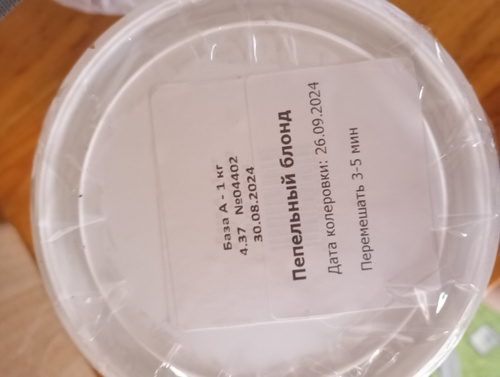 База А - 1 кг
4.37 №04402
30.08.2024
Пепельный блонд
Дата колеровки: 26.09.2024
Перемешать 3-5 мин